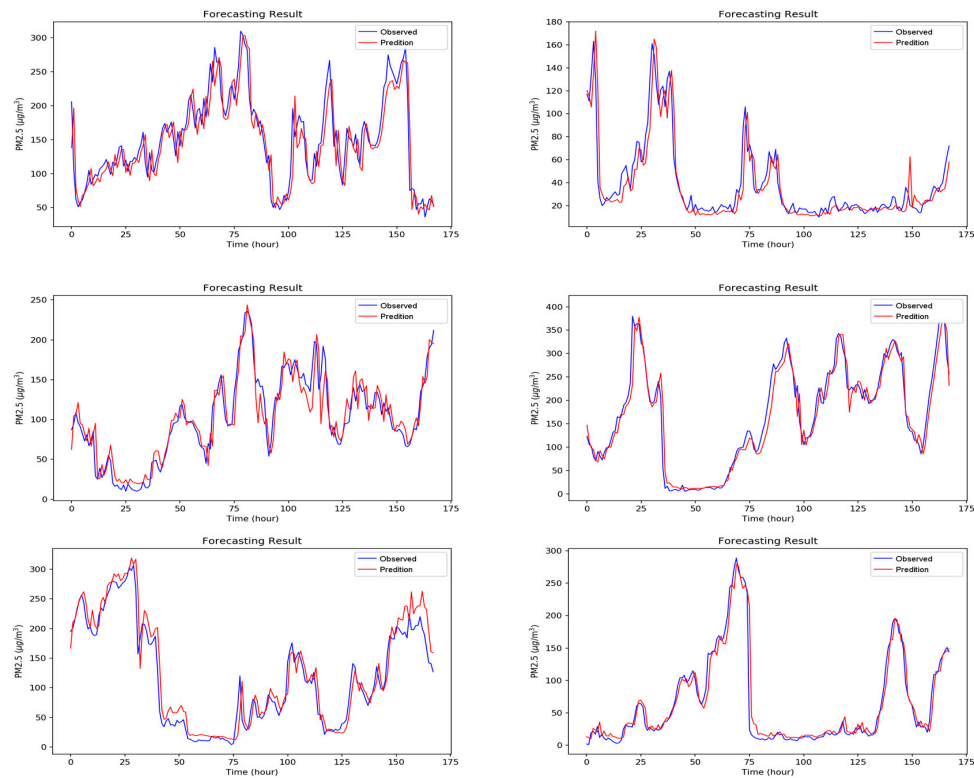 Forecasting Result
Observed
Predition
PM2.5 (μg/m³)
300
250
200
150
100
50
0 25 50 75 100 125 150 175
Time (hour)
Forecasting Result
Observed
Predition
PM2.5 (μg/m³)
180
160
140
120
100
80
60
40
20
0 25 50 75 100 125 150 175
Time (hour)
Forecasting Result
Observed
Predition
PM2.5 (μg/m³)
250
200
150
100
50
0
0 25 50 75 100 125 150 175
Time (hour)
Forecasting Result
Observed
Predition
PM2.5 (μg/m³)
400
350
300
250
200
150
100
50
0
0 25 50 75 100 125 150 175
Time (hour)
Forecasting Result
Observed
Predition
PM2.5 (μg/m³)
300
250
200
150
100
50
0
0 25 50 75 100 125 150 175
Time (hour)
Forecasting Result
Observed
Predition
PM2.5 (μg/m³)
300
250
200
150
100
50
0
0 25 50 75 100 125 150 175
Time (hour)